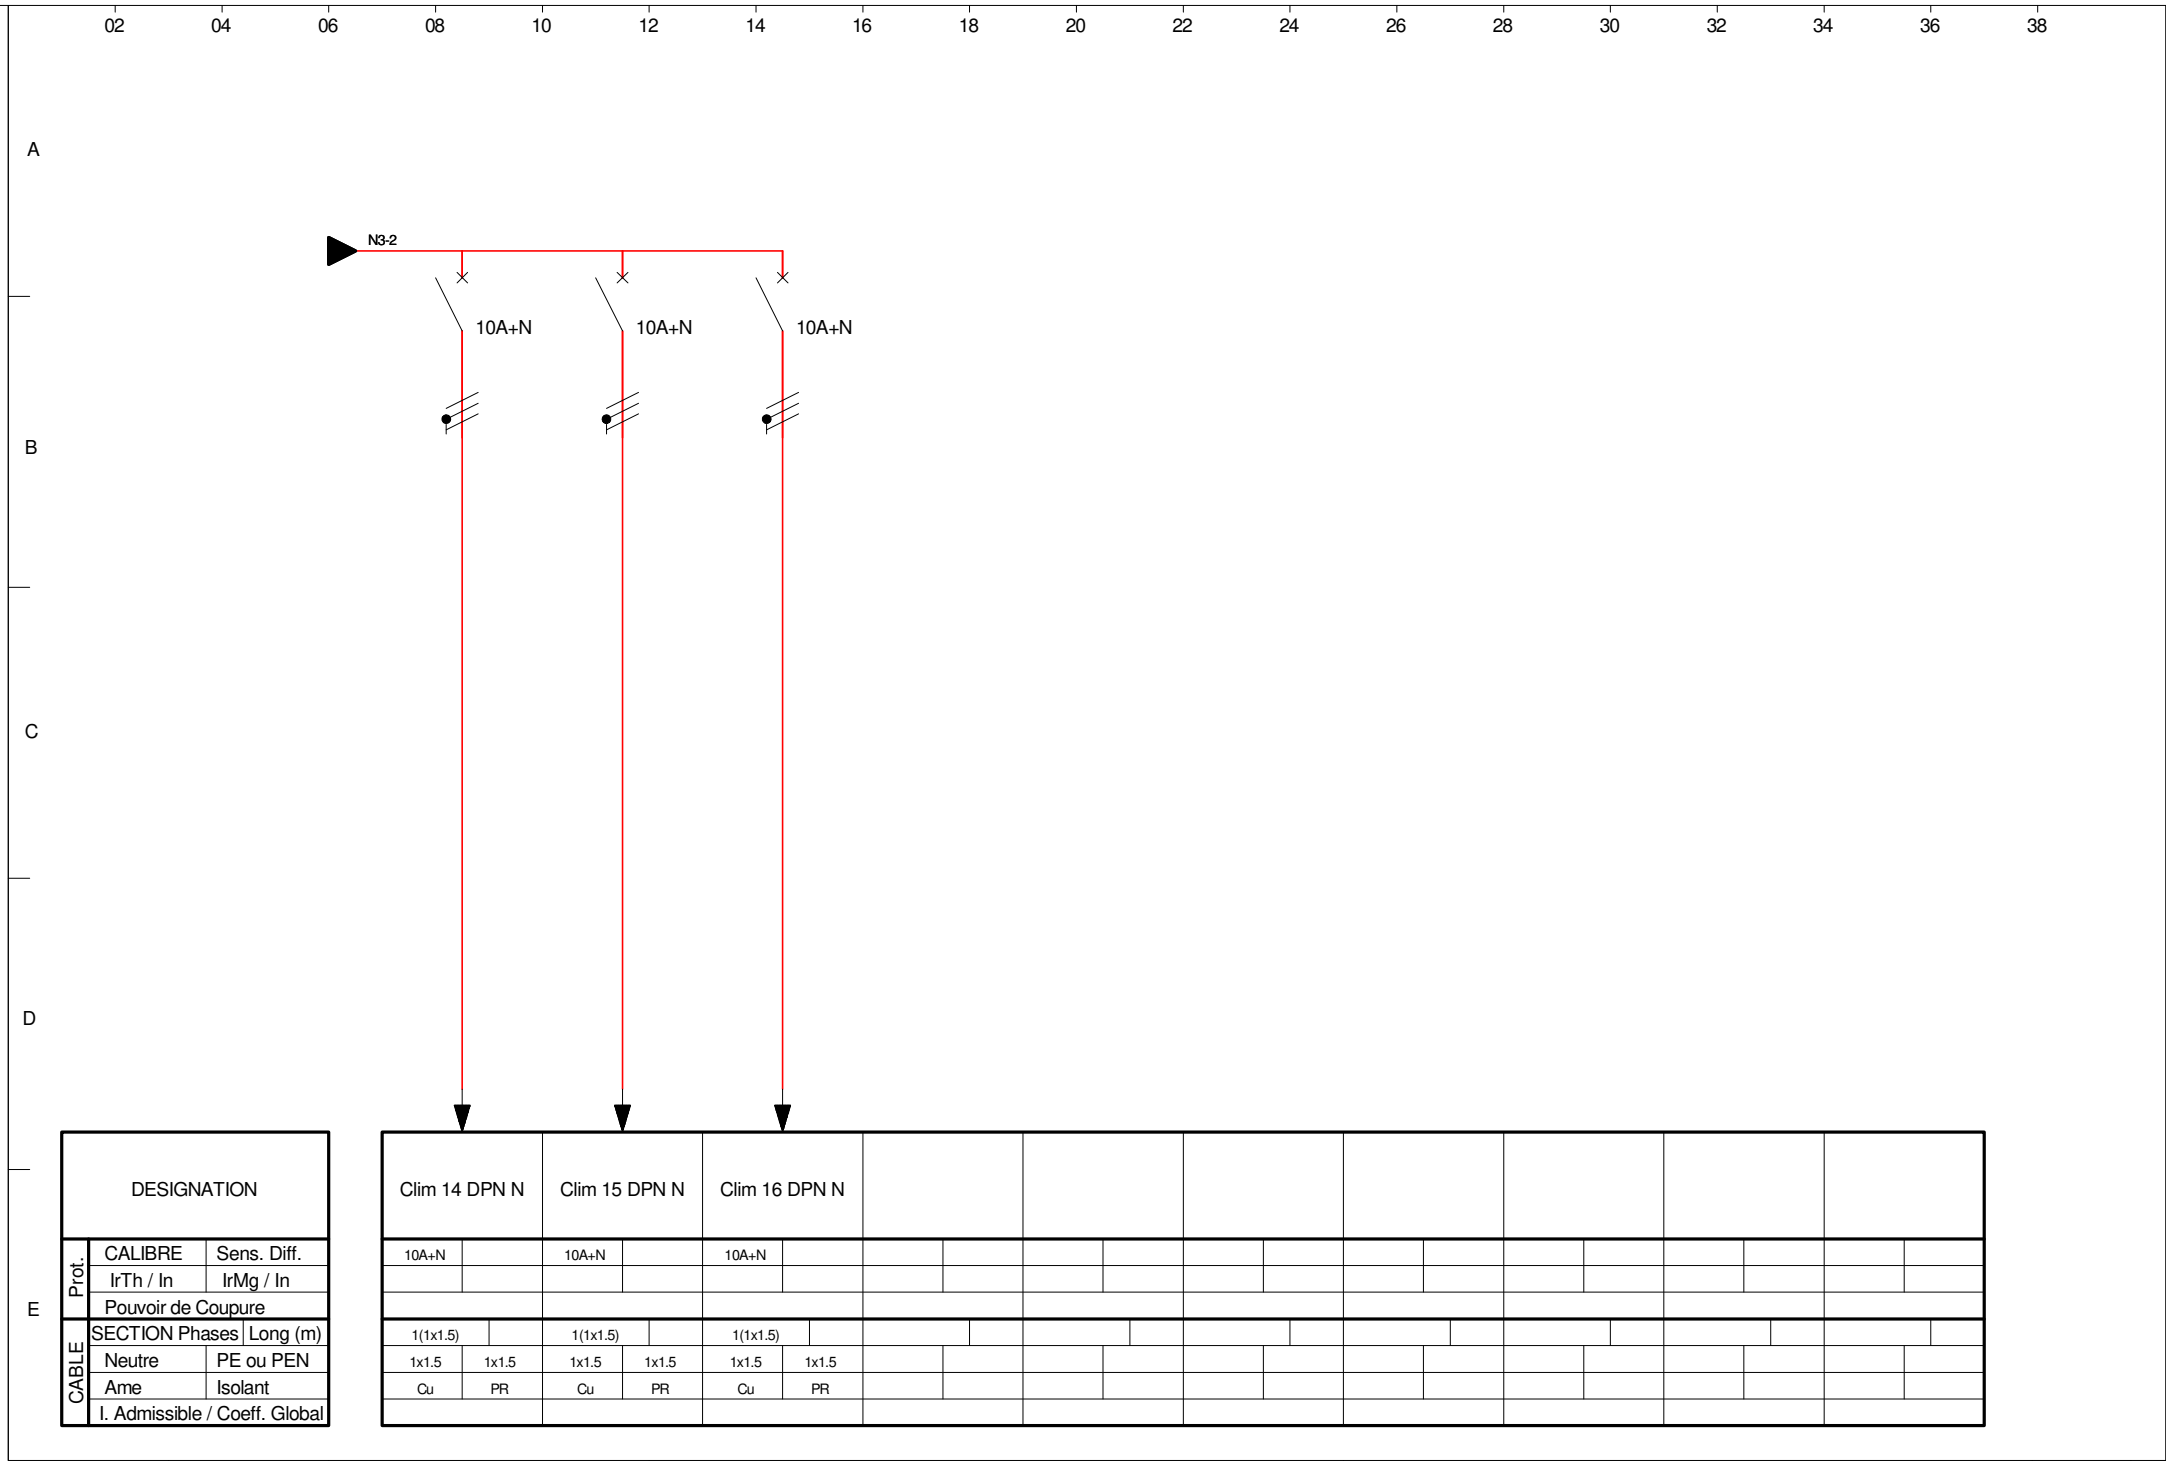 02 04 06 08 10 12 14 16 18 20 22 24 26 28 30 32 34 36 38
A
N3-2
10A+N 10A+N 10A+N
B
C
D
DESIGNATION Clim 14 DPN N Clim 15 DPN N Clim 16 DPN N
Prot.
CALIBRE Sens. Diff. 10A+N 10A+N 10A+N
IrTh / In IrMg / In
E
Pouvoir de Coupure
CABLE
SECTION Phases Long (m) 1(1x1.5) 1(1x1.5) 1(1x1.5)
Neutre PE ou PEN 1x1.5 1x1.5 1x1.5 1x1.5 1x1.5 1x1.5
Ame Isolant Cu PR Cu PR Cu PR
I. Admissible / Coeff. Global